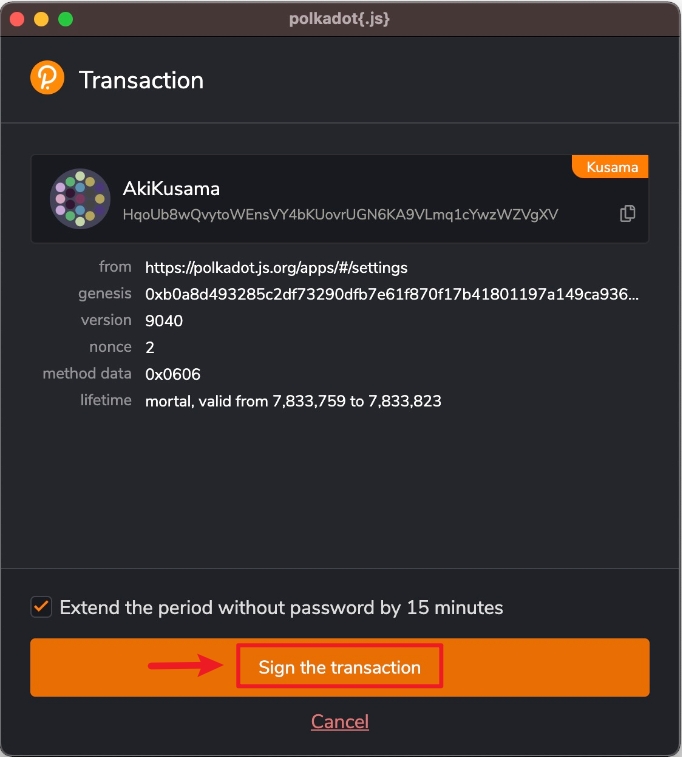 polkadot{.js}
Transaction
Kusama
AkiKusama
HqoUb8wQvytoWEnsVY4bKUovrUGN6KA9VLmq1cYwzWZVgXV
from https://polkadot.js.org/apps/#/settings
genesis 0xb0a8d493285c2df73290dfb7e61f870f17b41801197a149ca936...
version 9040
nonce 2
method data 0x0606
lifetime mortal, valid from 7,833,759 to 7,833,823
Extend the period without password by 15 minutes
Sign the transaction
Cancel